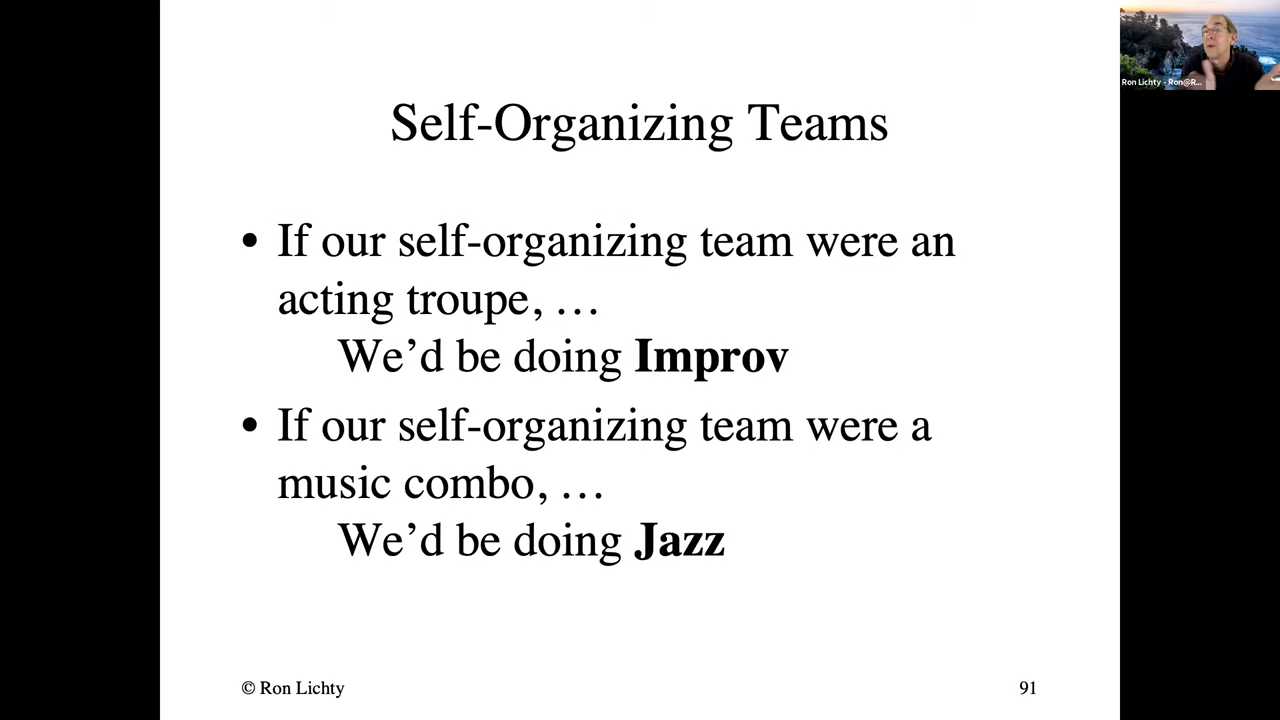 Ron Lichty - Ron@R...
Self-Organizing Teams
• If our self-organizing team were an
acting troupe, …
We’d be doing Improv
• If our self-organizing team were a
music combo, …
We’d be doing Jazz
© Ron Lichty
91